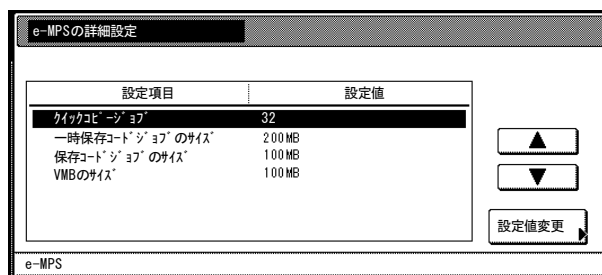 e-MPSの詳細設定
設定項目 設定値
ｸｲｯｸｺﾋﾟｰｼﾞｮﾌﾞ 32
一時保存ｺｰﾄﾞｼﾞｮﾌﾞのｻｲｽﾞ 200MB
保存ｺｰﾄﾞｼﾞｮﾌﾞのｻｲｽﾞ 100MB
VMBのｻｲｽﾞ 100MB
▲
▼
設定値変更
e-MPS